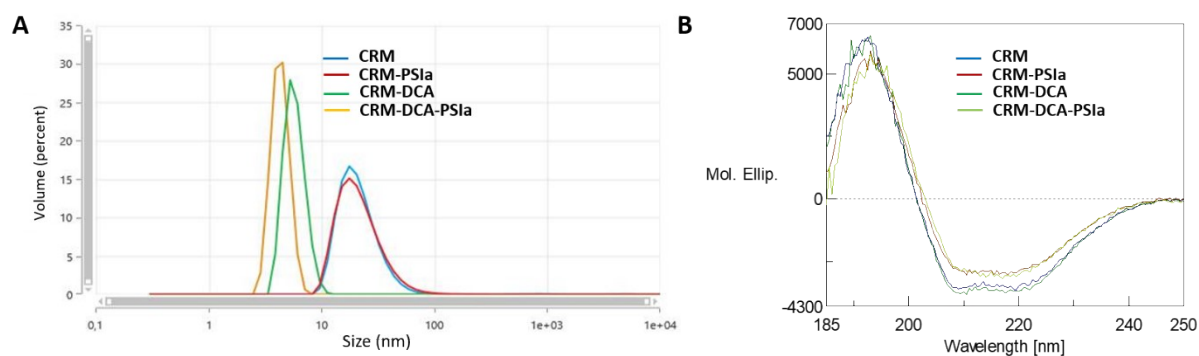 A
Volume (percent)
35
30
25
20
15
10
5
0
0,1
1
10
100
1e+03
1e+04
Size (nm)
CRM
CRM-PSIa
CRM-DCA
CRM-DCA-PSIa
B
Mol. Ellip.
7000
5000
0
-4300
185
200
220
240
250
Wavelength [nm]
CRM
CRM-PSIa
CRM-DCA
CRM-DCA-PSIa